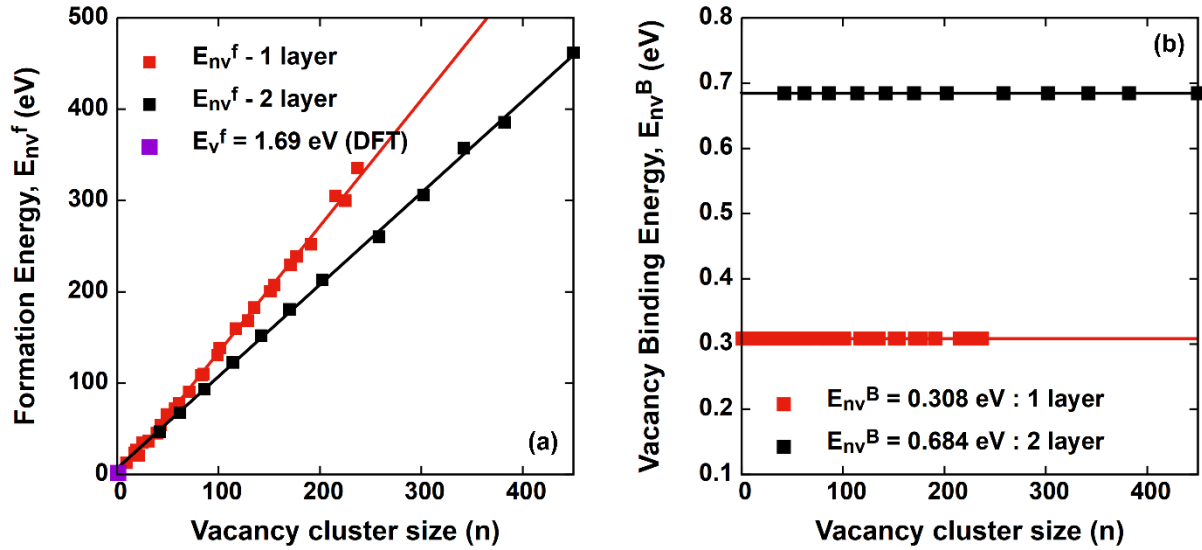 Formation Energy, Eₙᵥᶠ (eV)
500
400
300
200
100
0
Eₙᵥᶠ - 1 layer
Eₙᵥᶠ - 2 layer
Eᵥᶠ = 1.69 eV (DFT)
(a)
0 100 200 300 400
Vacancy cluster size (n)
Vacancy Binding Energy, Eₙᵥᴮ (eV)
0.8
0.7
0.6
0.5
0.4
0.3
0.2
0.1
(b)
Eₙᵥᴮ = 0.308 eV : 1 layer
Eₙᵥᴮ = 0.684 eV : 2 layer
0 100 200 300 400
Vacancy cluster size (n)